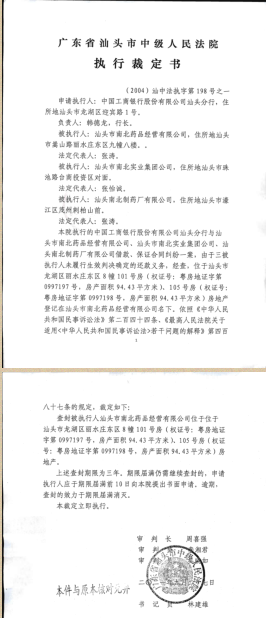 广东省汕头市中级人民法院
执行裁定书
（2004）汕中法执字第198号之一
申请执行人：中国工商银行股份有限公司汕头分行，住
所地汕头市龙湖区迎宾路1号。
负责人：韩德龙，行长。
被执行人：汕头市南北药品经营有限公司，住所地汕头
市嵩山路丽水庄东区九幢八楼。
法定代表人：张涛。
被执行人：汕头市南北实业集团公司，住所地汕头市珠
池路台商投资区对面。
法定代表人：张怡诚。
被执行人：汕头南北制药厂有限公司，住所地汕头市濠
江区茂州荆柏山前。
法定代表人：张涛。
本院执行的中国工商银行股份有限公司汕头分行与汕
头市南北药品经营有限公司、汕头市南北实业集团公司、汕
头南北制药厂有限公司借款、保证合同纠纷一案，由于三被
执行人未履行生效判决确定的还款义务，经查，位于汕头市
龙湖区丽水庄东区8幢101号房（权证号：粤房地证字第
0997197号，房产面积94.43平方米）、105号房（权证号：
粤房地证字第0997198号，房产面积94.43平方米）房地产
登记在汕头市南北药品经营有限公司名下。依照《中华人民
共和国民事诉讼法》第二百四十四条、《最高人民法院关于
适用<中华人民共和国民事诉讼法>若干问题的解释》第四百
1
八十七条的规定，裁定如下：
查封被执行人汕头市南北药品经营有限公司位于位于
汕头市龙湖区丽水庄东区8幢101号房（权证号：粤房地证
字第0997197号，房产面积94.43平方米）、105号房（权证
号：粤房地证字第0997198号，房产面积94.43平方米）房
地产。
上述查封期限为三年。期限届满仍需继续查封的，申请
执行人应于期限届满前10日向本院提出书面申请。逾期，
查封的效力于期限届满消灭。
本裁定立即执行。
审 判 长 周喜强
审 判
审 判
书 记 员 林建雄
本件与原本核对无异